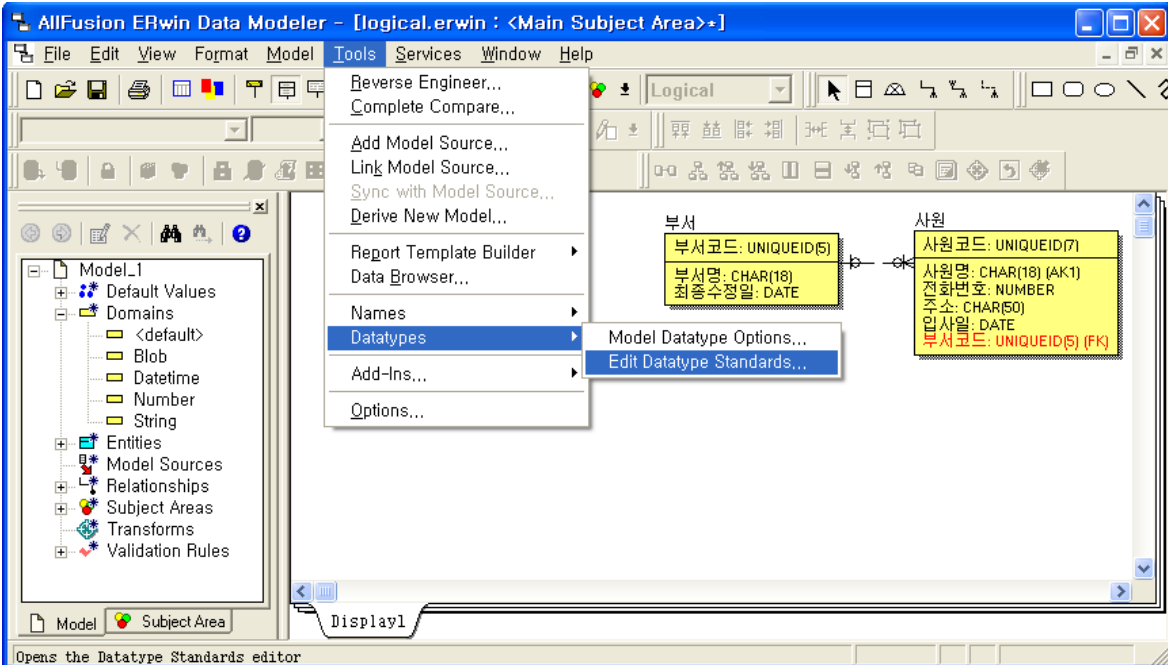 AllFusion ERwin Data Modeler - [logical.erwin : <Main Subject Area>*]
File Edit View Format Model Tools Services Window Help
Logical
Reverse Engineer...
Complete Compare...
Add Model Source...
Link Model Source...
Sync with Model Source...
Derive New Model...
Report Template Builder
Data Browser...
Names
Datatypes
Add-Ins...
Options...
Model Datatype Options...
Edit Datatype Standards...
Model_1
Default Values
Domains
<default>
Blob
Datetime
Number
String
Entities
Model Sources
Relationships
Subject Areas
Transforms
Validation Rules
Model Subject Area
부서
부서코드: UNIQUEID(5)
부서명: CHAR(18)
최종수정일: DATE
사원
사원코드: UNIQUEID(7)
사원명: CHAR(18) (AK1)
전화번호: NUMBER
주소: CHAR(50)
입사일: DATE
부서코드: UNIQUEID(5) (FK)
Display1
Opens the Datatype Standards editor